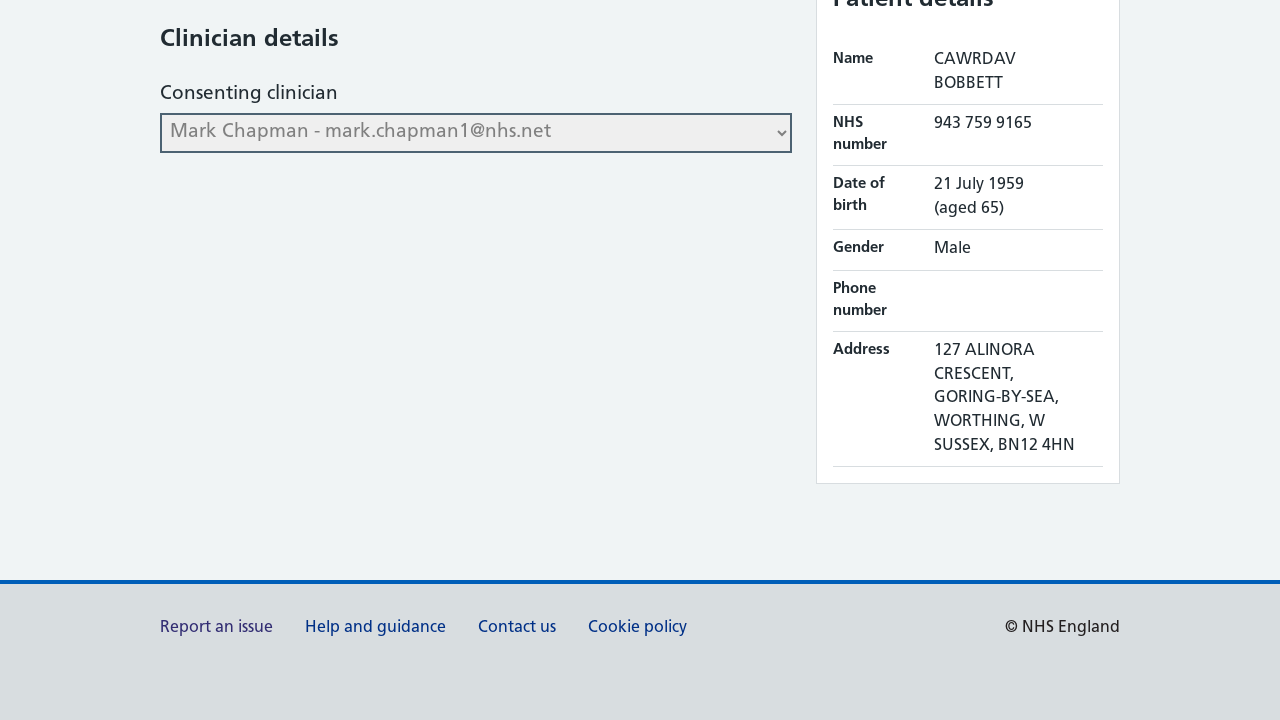 Clinician details
Consenting clinician
Mark Chapman - mark.chapman1@nhs.net
Patient details
Name
CAWRDAV
BOBBETT
NHS
number
943 759 9165
Date of
birth
21 July 1959
(aged 65)
Gender
Male
Phone
number
Address
127 ALINORA
CRESCENT,
GORING-BY-SEA,
WORTHING, W
SUSSEX, BN12 4HN
Report an issue
Help and guidance
Contact us
Cookie policy
© NHS England